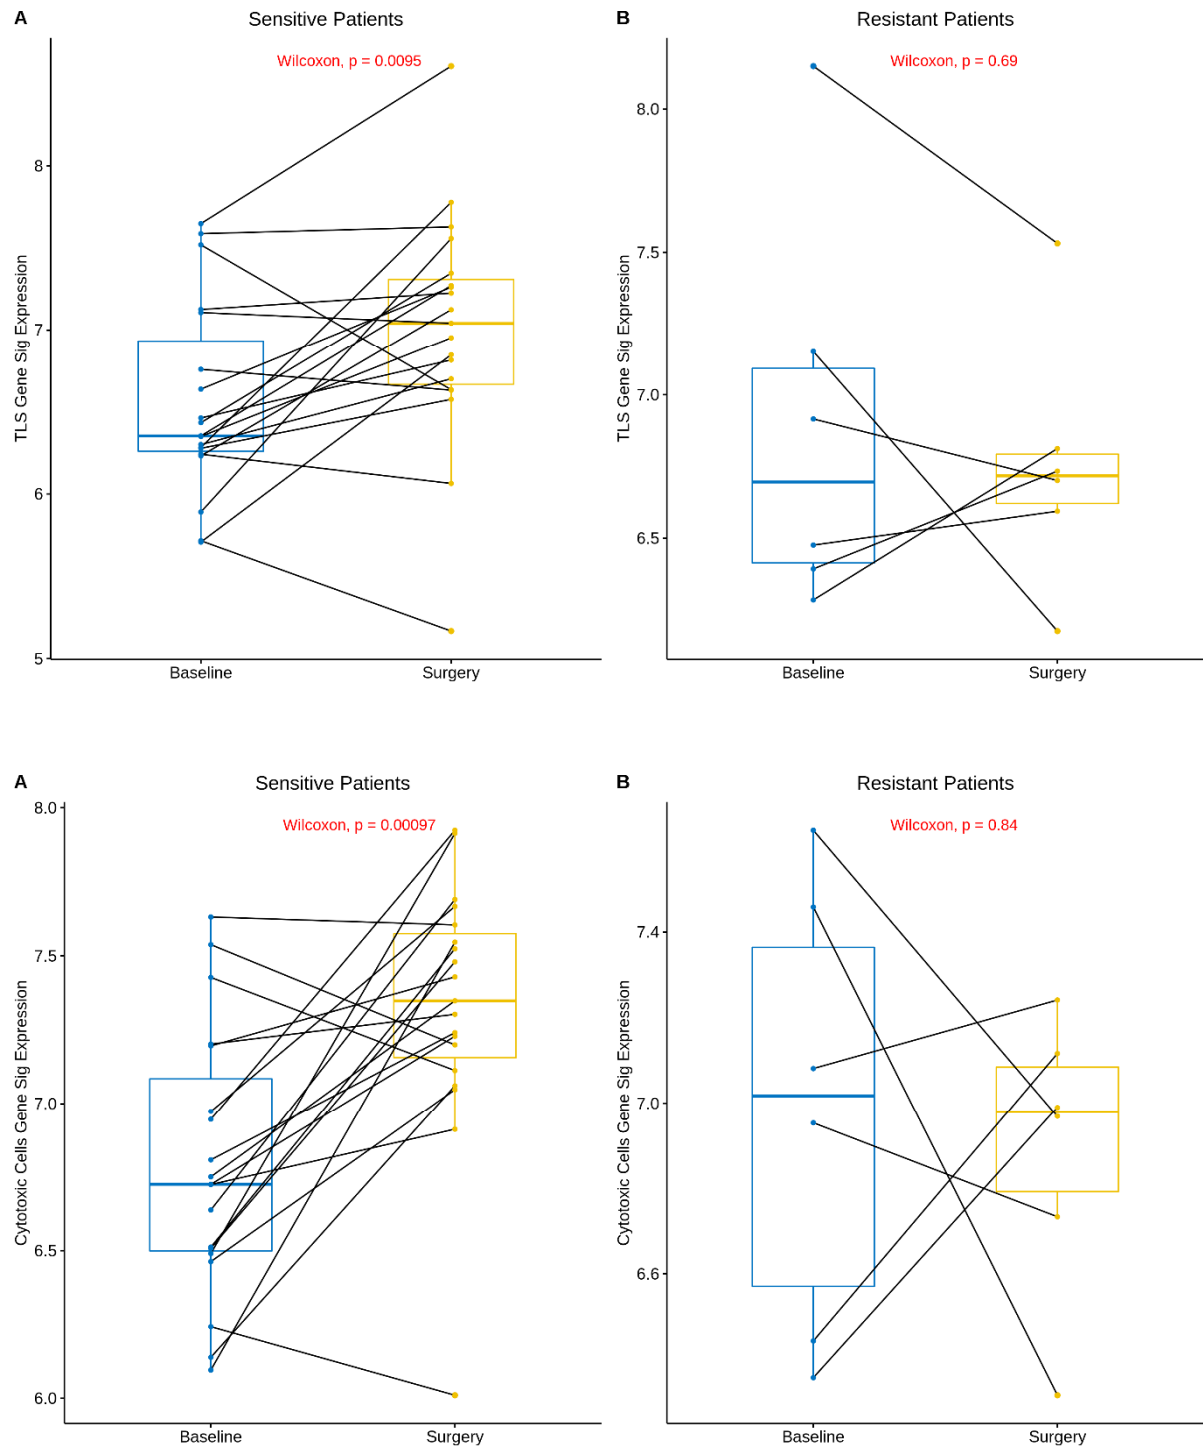 A
Sensitive Patients
Wilcoxon, p = 0.0095
TLS Gene Sig Expression
8
7
6
5
Baseline
Surgery
B
Resistant Patients
Wilcoxon, p = 0.69
TLS Gene Sig Expression
8.0
7.5
7.0
6.5
Baseline
Surgery
A
Sensitive Patients
Wilcoxon, p = 0.00097
Cytotoxic Cells Gene Sig Expression
8.0
7.5
7.0
6.5
6.0
Baseline
Surgery
B
Resistant Patients
Wilcoxon, p = 0.84
Cytotoxic Cells Gene Sig Expression
7.4
7.0
6.6
Baseline
Surgery